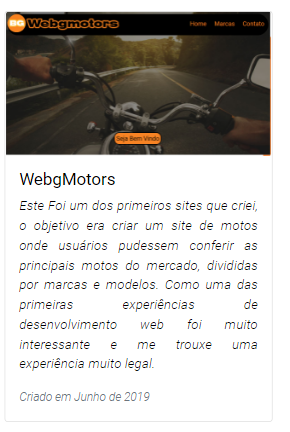 BG Webgmotors
Home Marcas Contato
Seja Bem Vindo
WebgMotors
Este Foi um dos primeiros sites que criei,
o objetivo era criar um site de motos
onde usuários pudessem conferir as
principais motos do mercado, divididas
por marcas e modelos. Como uma das
primeiras experiências de
desenvolvimento web foi muito
interessante e me trouxe uma
experiência muito legal.
Criado em Junho de 2019